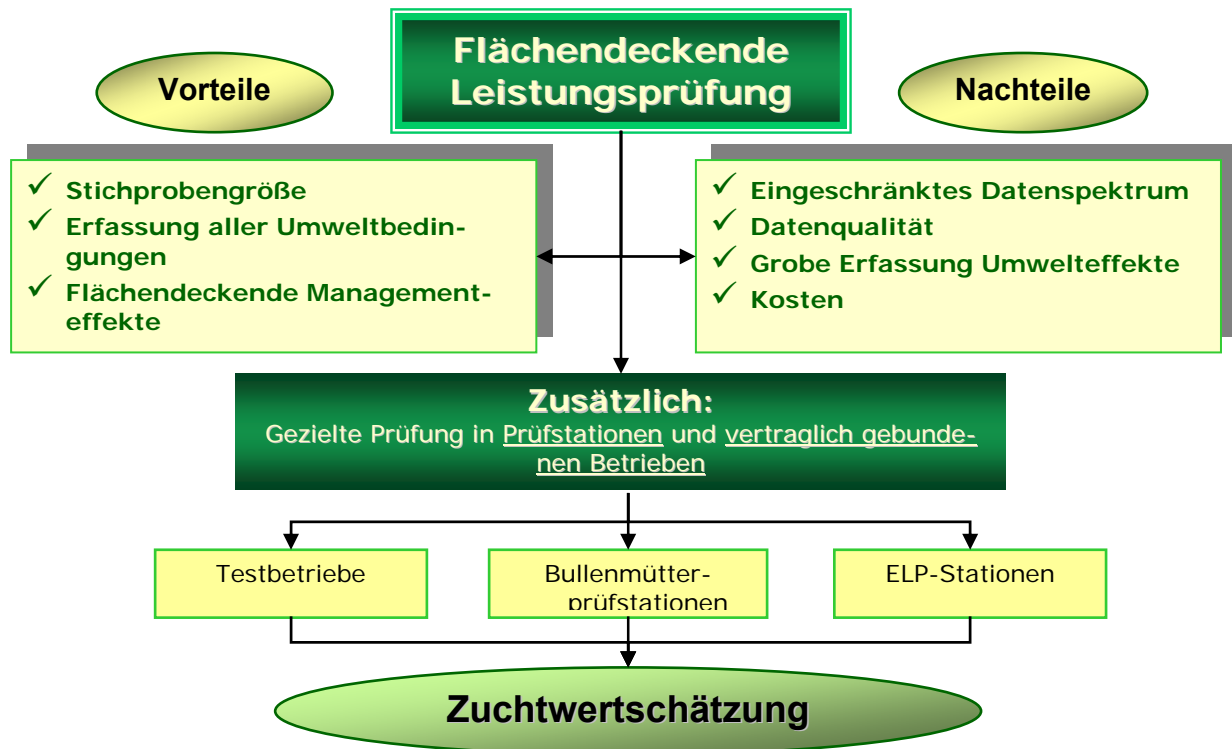 Flächendeckende
Leistungsprüfung
Vorteile
Nachteile
✓ Stichprobengröße
✓ Erfassung aller Umweltbedin-
gungen
✓ Flächendeckende Management-
effekte
✓ Eingeschränktes Datenspektrum
✓ Datenqualität
✓ Grobe Erfassung Umwelteffekte
✓ Kosten
Zusätzlich:
Gezielte Prüfung in Prüfstationen und vertraglich gebunde-
nen Betrieben
Testbetriebe
Bullenmütter-
prüfstationen
ELP-Stationen
Zuchtwertschätzung